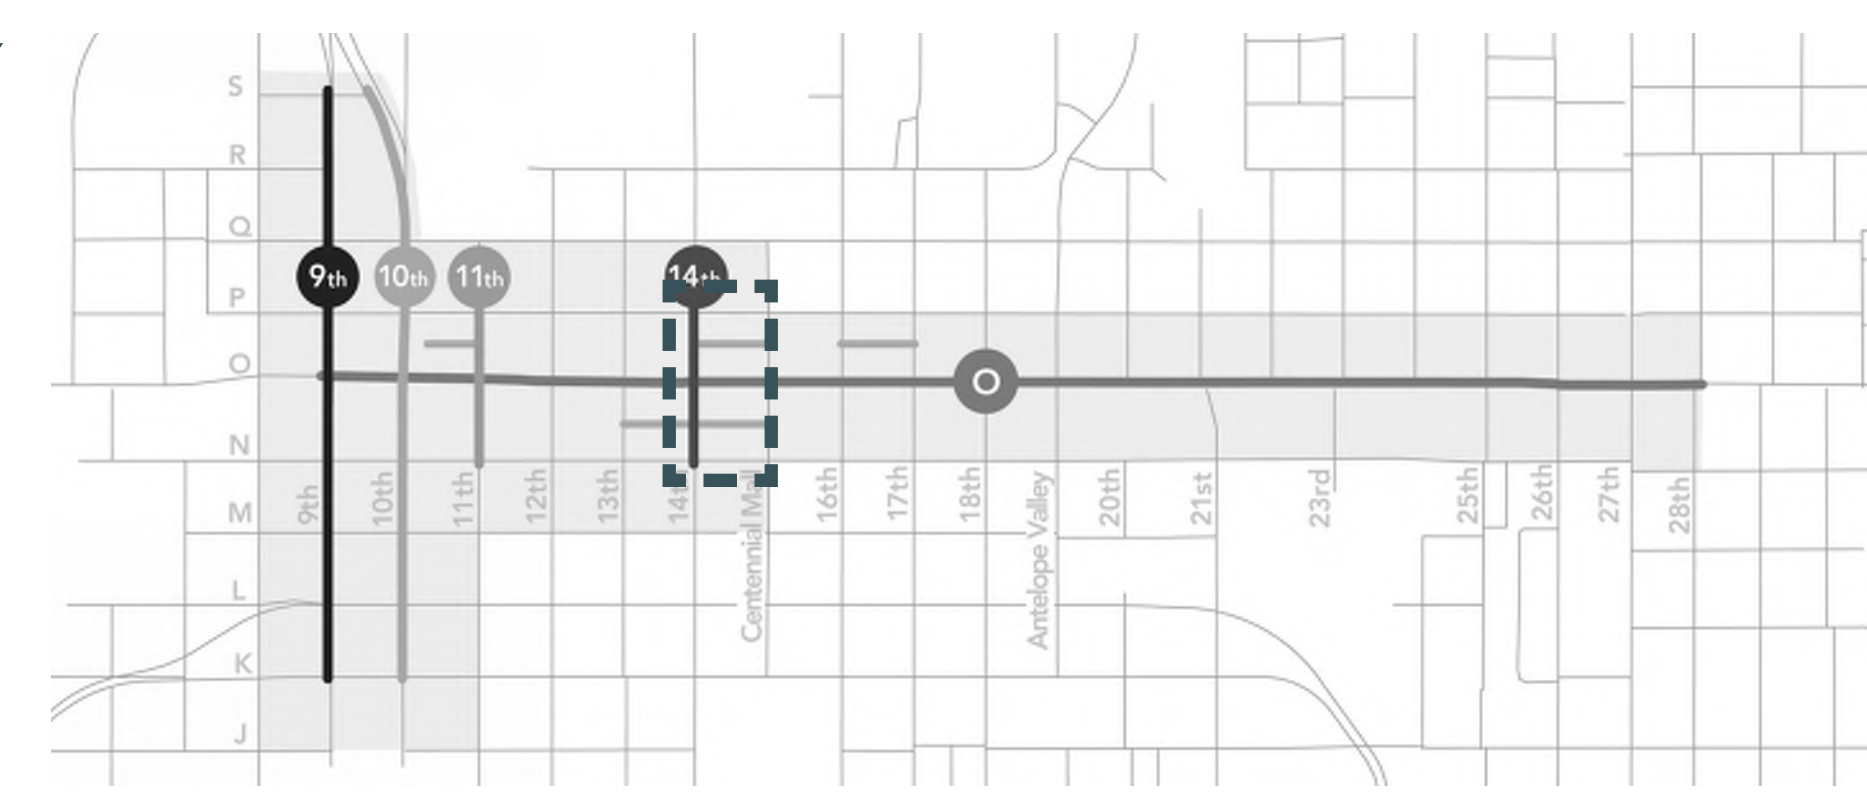 S
R
Q
P
O
N
M
L
K
J
9th
10th
11th
14th
O
9th
10th
11th
12th
13th
14t
Centennial Mall
16th
17th
18th
Antelope Valley
20th
21st
23rd
25th
26th
27th
28th